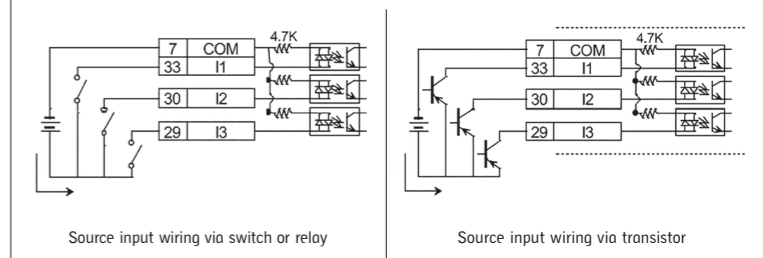 4.7K
7 COM
33 I1
30 I2
29 I3
Source input wiring via switch or relay
4.7K
7 COM
33 I1
30 I2
29 I3
Source input wiring via transistor